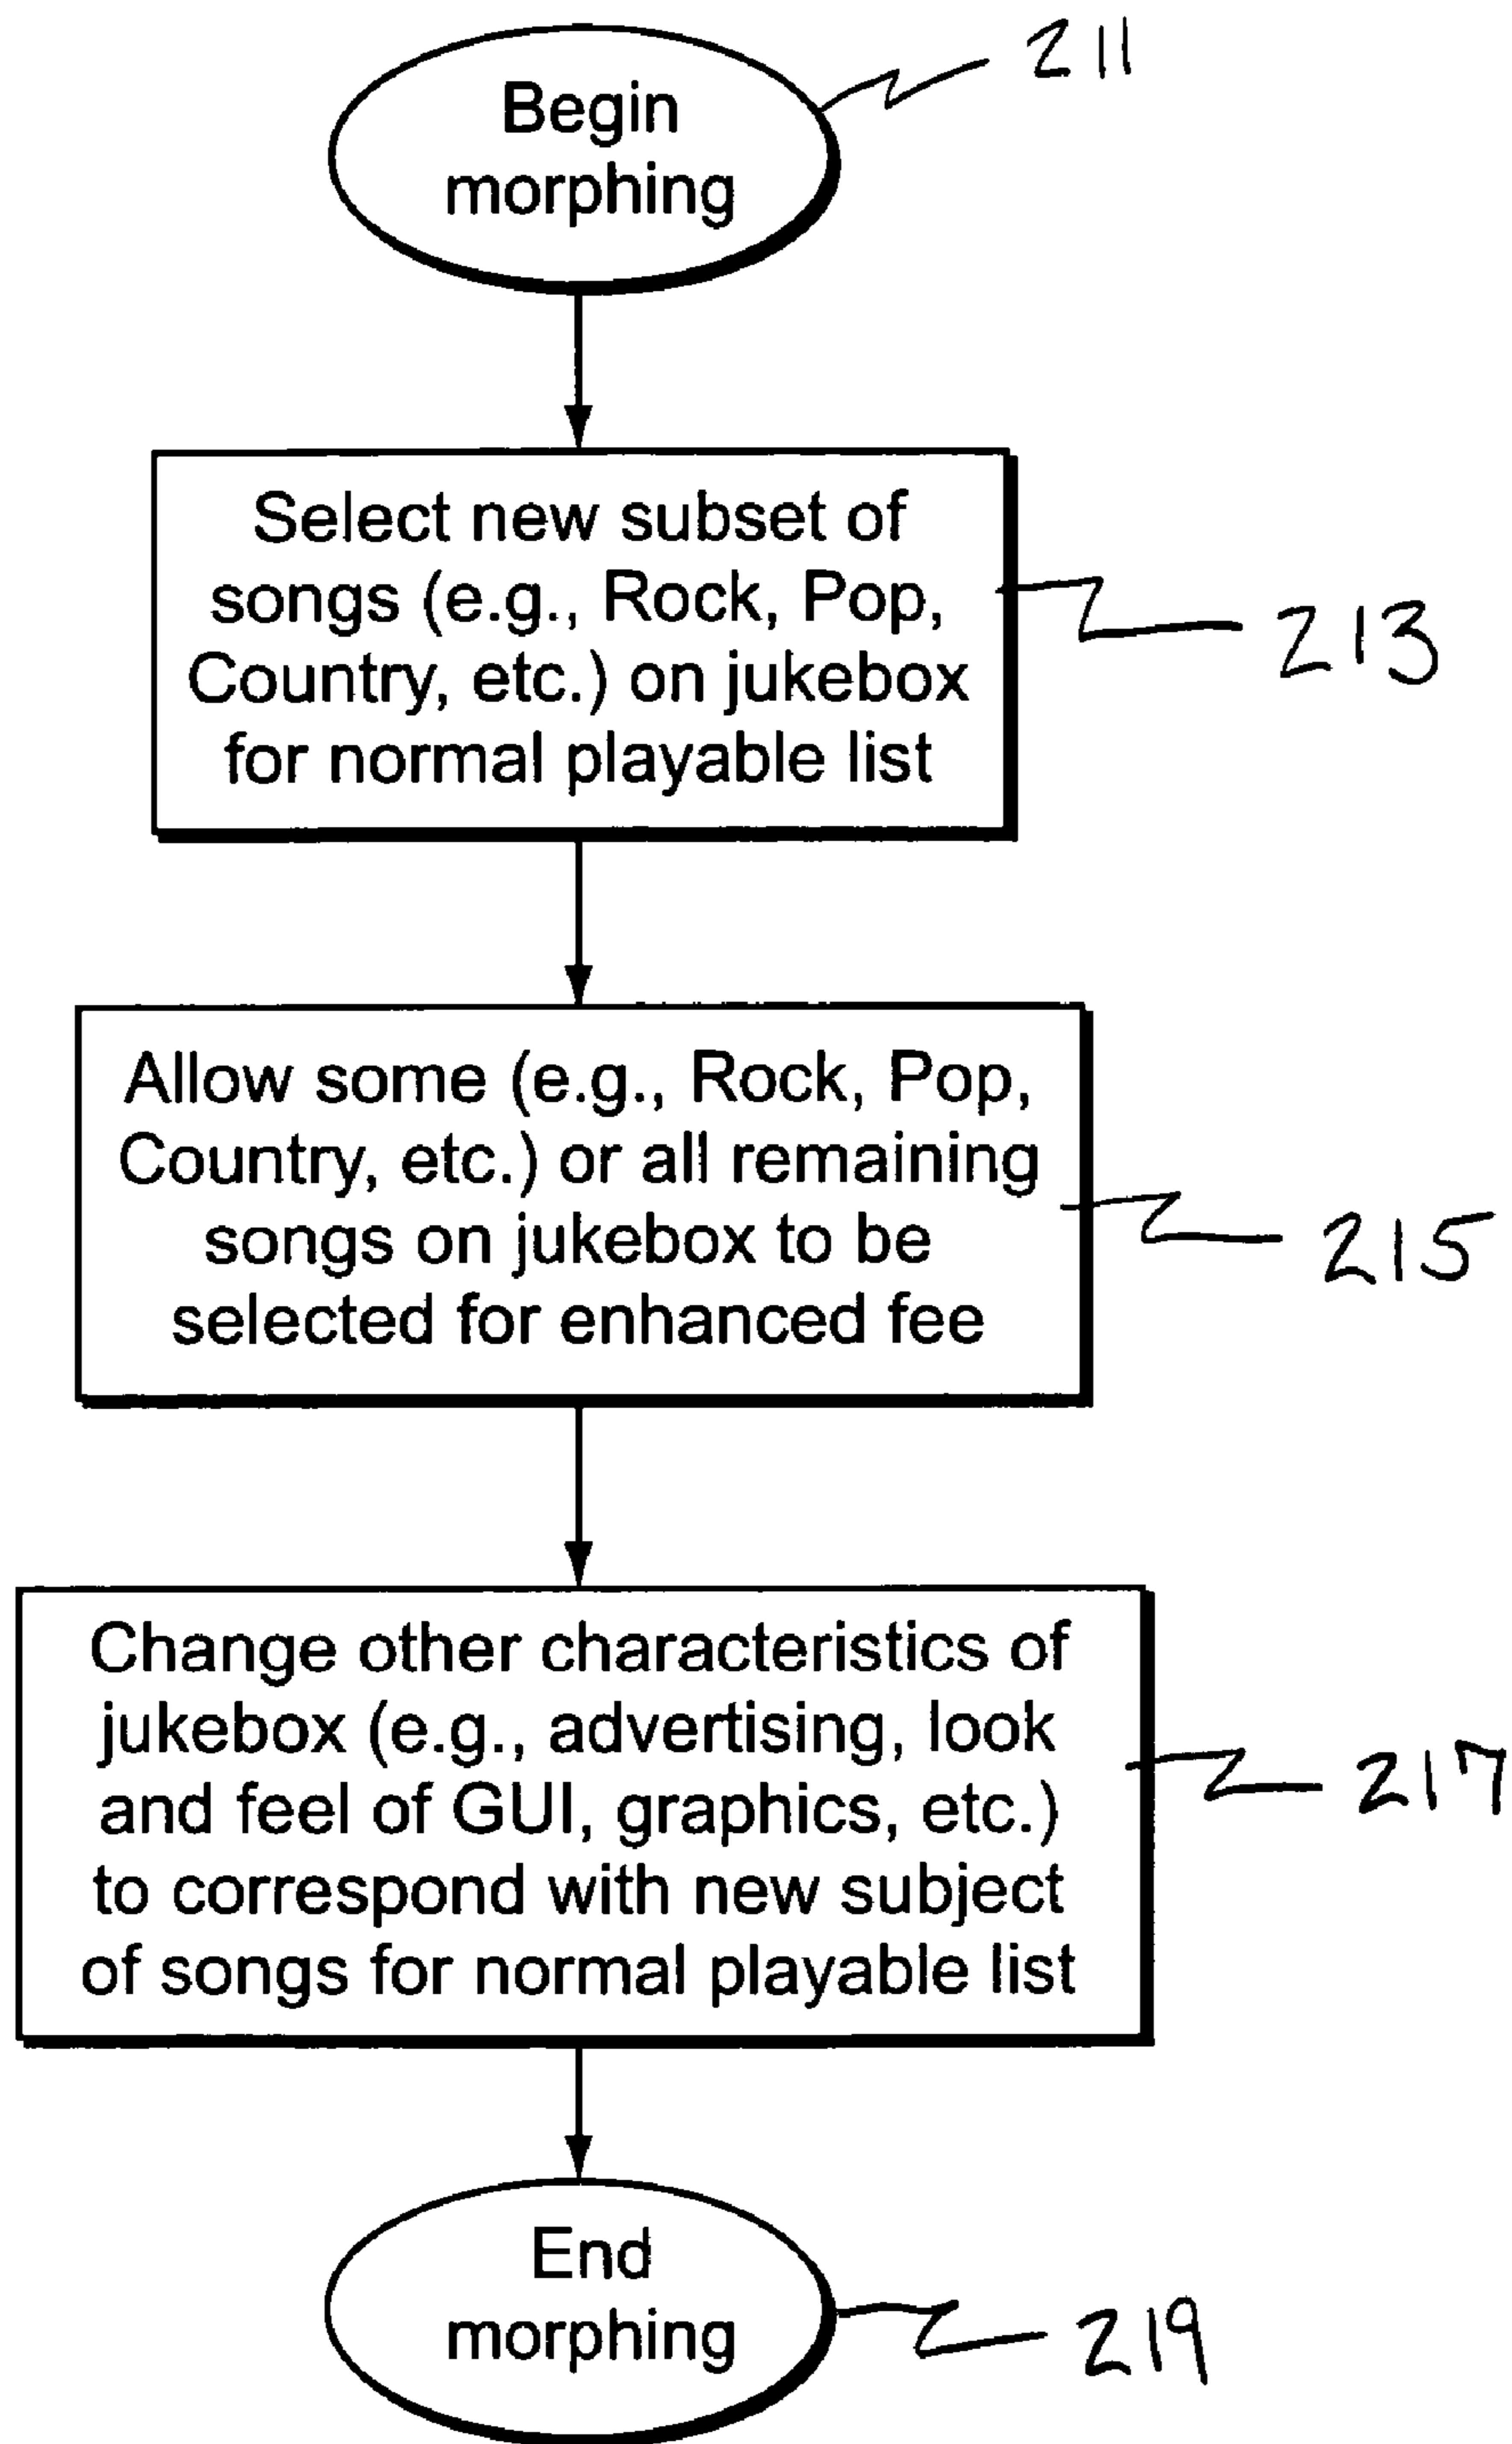 Begin
morphing
211
Select new subset of
songs (e.g., Rock, Pop,
Country, etc.) on jukebox
for normal playable list
213
Allow some (e.g., Rock, Pop,
Country, etc.) or all remaining
songs on jukebox to be
selected for enhanced fee
215
Change other characteristics of
jukebox (e.g., advertising, look
and feel of GUI, graphics, etc.)
to correspond with new subject
of songs for normal playable list
217
End
morphing
219